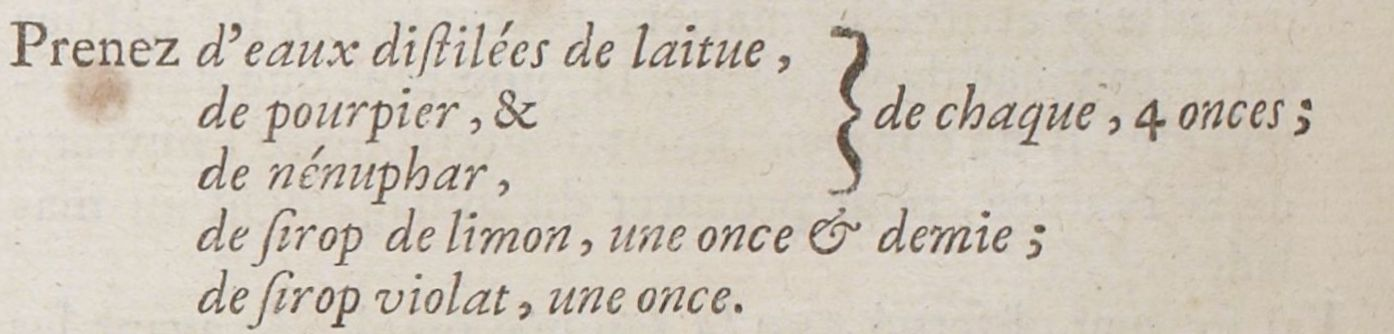 Prenez d'eaux diſtilées de laitue,
de pourpier, &
de nénuphar,
} de chaque, 4 onces;
de ſirop de limon, une once & demie;
de ſirop violat, une once.